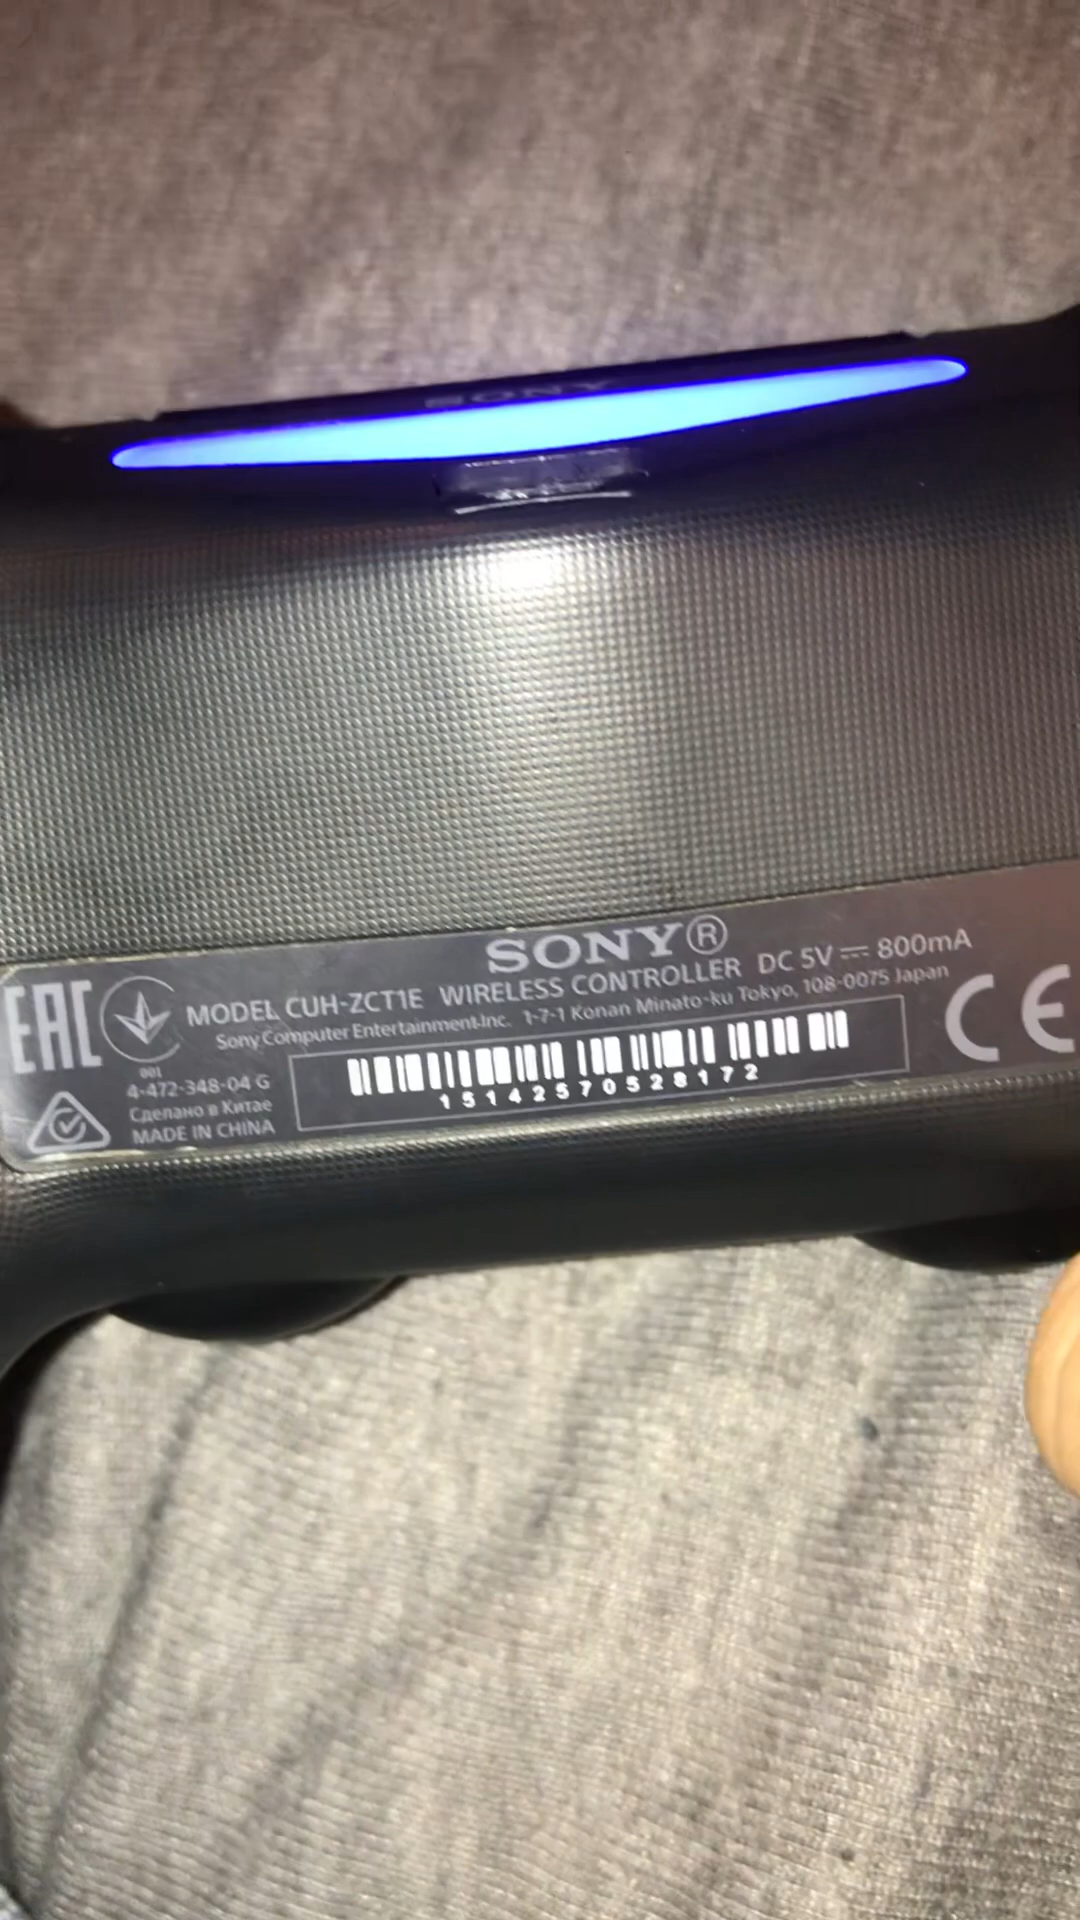 SONY
SONY®
EAC
MODEL CUH-ZCT1E WIRELESS CONTROLLER DC 5V ⎓ 800mA
Sony Computer Entertainment Inc. 1-7-1 Konan Minato-ku Tokyo, 108-0075 Japan
001
4-472-348-04 G
Сделано в Китае
MADE IN CHINA
15142570528172
CE